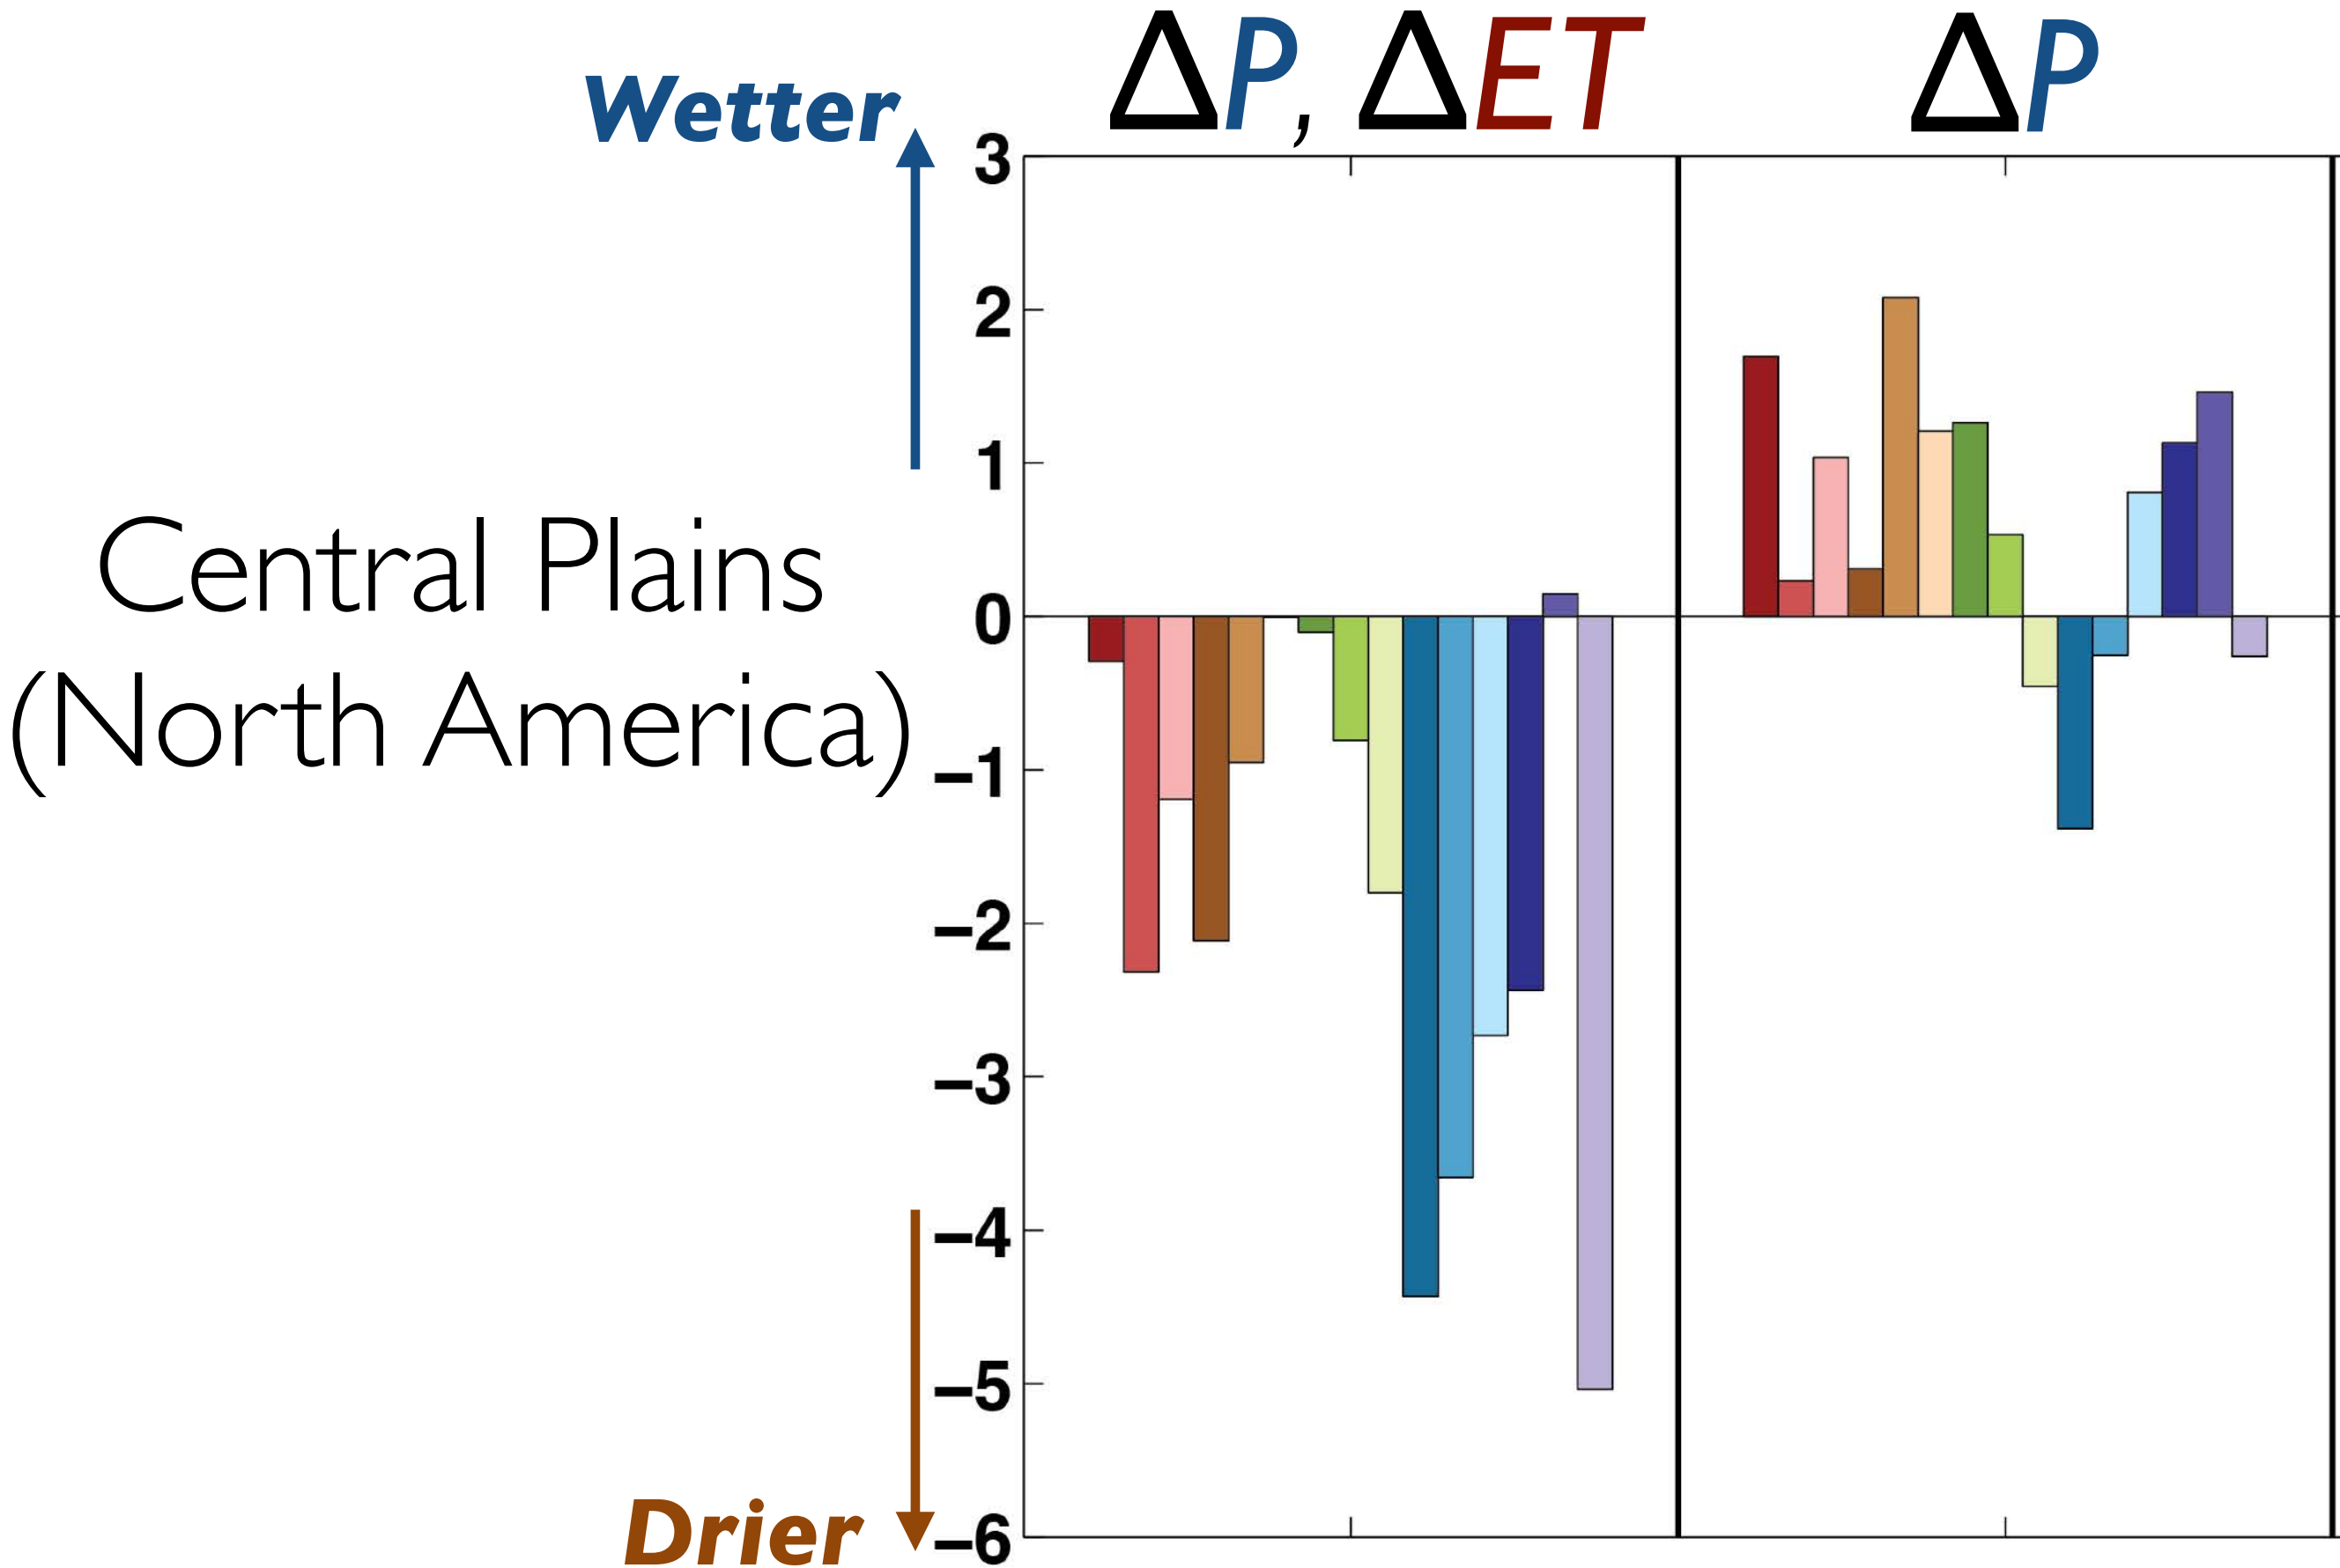 ΔP, ΔET
ΔP
Wetter
3
2
1
0
−1
−2
−3
−4
−5
−6
Central Plains
(North America)
Drier